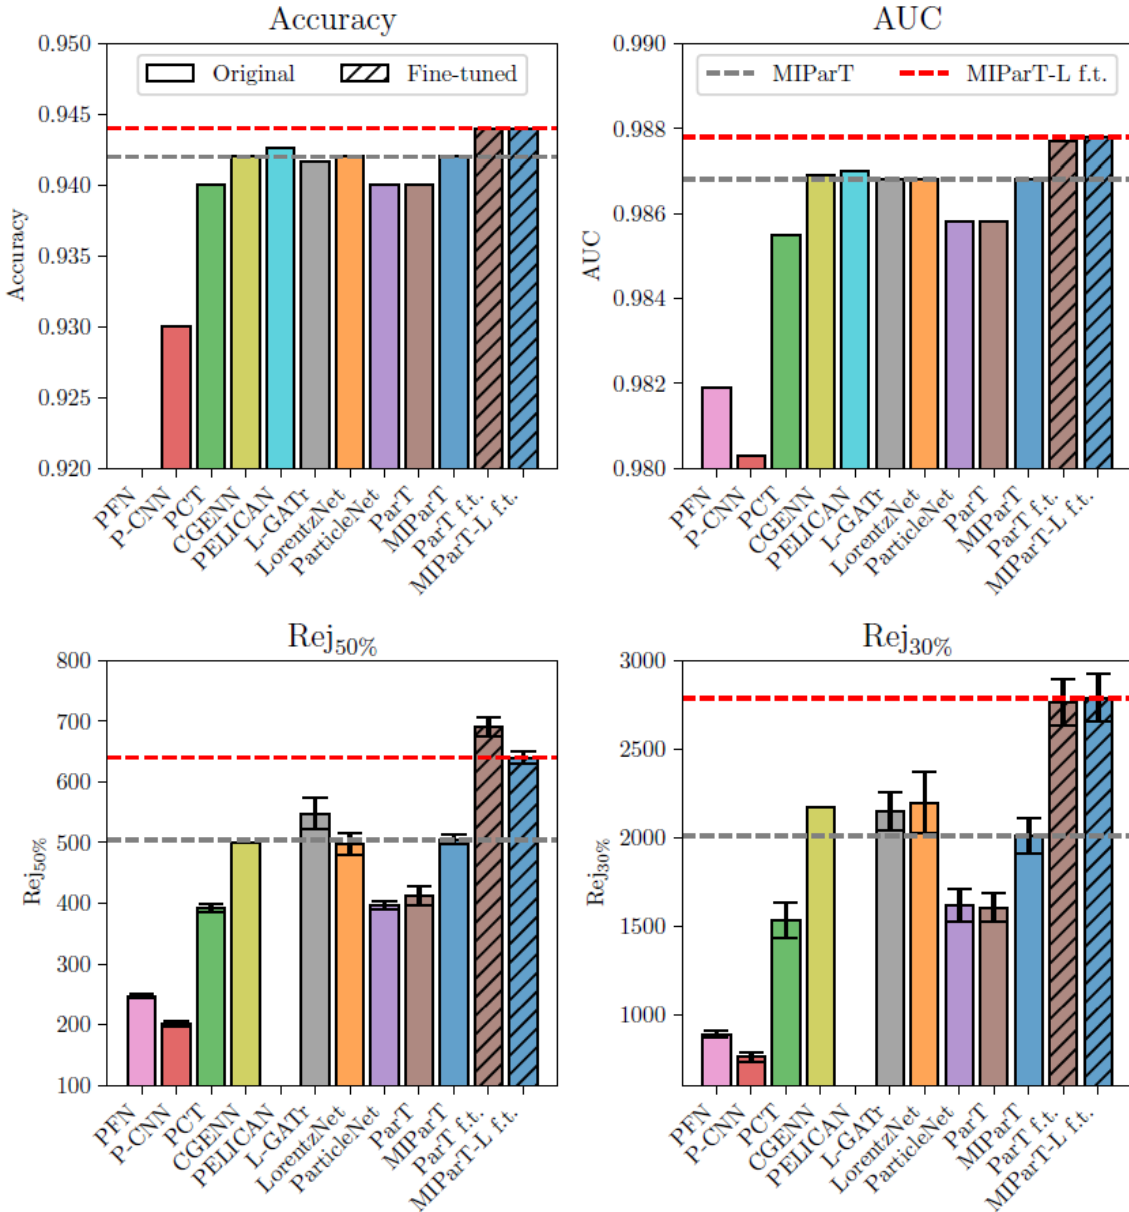 Accuracy
0.950
0.945
0.940
0.935
0.930
0.925
0.920
Accuracy
Original
Fine-tuned
PFN
P-CNN
PCT
CGENN
PELICAN
L-GATr
LorentzNet
ParticleNet
ParT
MIParT
ParT f.t.
MIParT-L f.t.
AUC
0.990
0.988
0.986
0.984
0.982
0.980
AUC
MIParT
MIParT-L f.t.
PFN
P-CNN
PCT
CGENN
PELICAN
L-GATr
LorentzNet
ParticleNet
ParT
MIParT
ParT f.t.
MIParT-L f.t.
Rej50%
800
700
600
500
400
300
200
100
Rej50%
PFN
P-CNN
PCT
CGENN
PELICAN
L-GATr
LorentzNet
ParticleNet
ParT
MIParT
ParT f.t.
MIParT-L f.t.
Rej30%
3000
2500
2000
1500
1000
Rej30%
PFN
P-CNN
PCT
CGENN
PELICAN
L-GATr
LorentzNet
ParticleNet
ParT
MIParT
ParT f.t.
MIParT-L f.t.